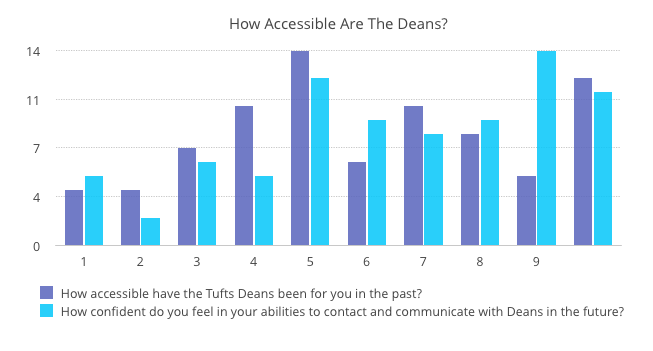 How Accessible Are The Deans?
14
11
7
4
0
1 2 3 4 5 6 7 8 9
How accessible have the Tufts Deans been for you in the past?
How confident do you feel in your abilities to contact and communicate with Deans in the future?